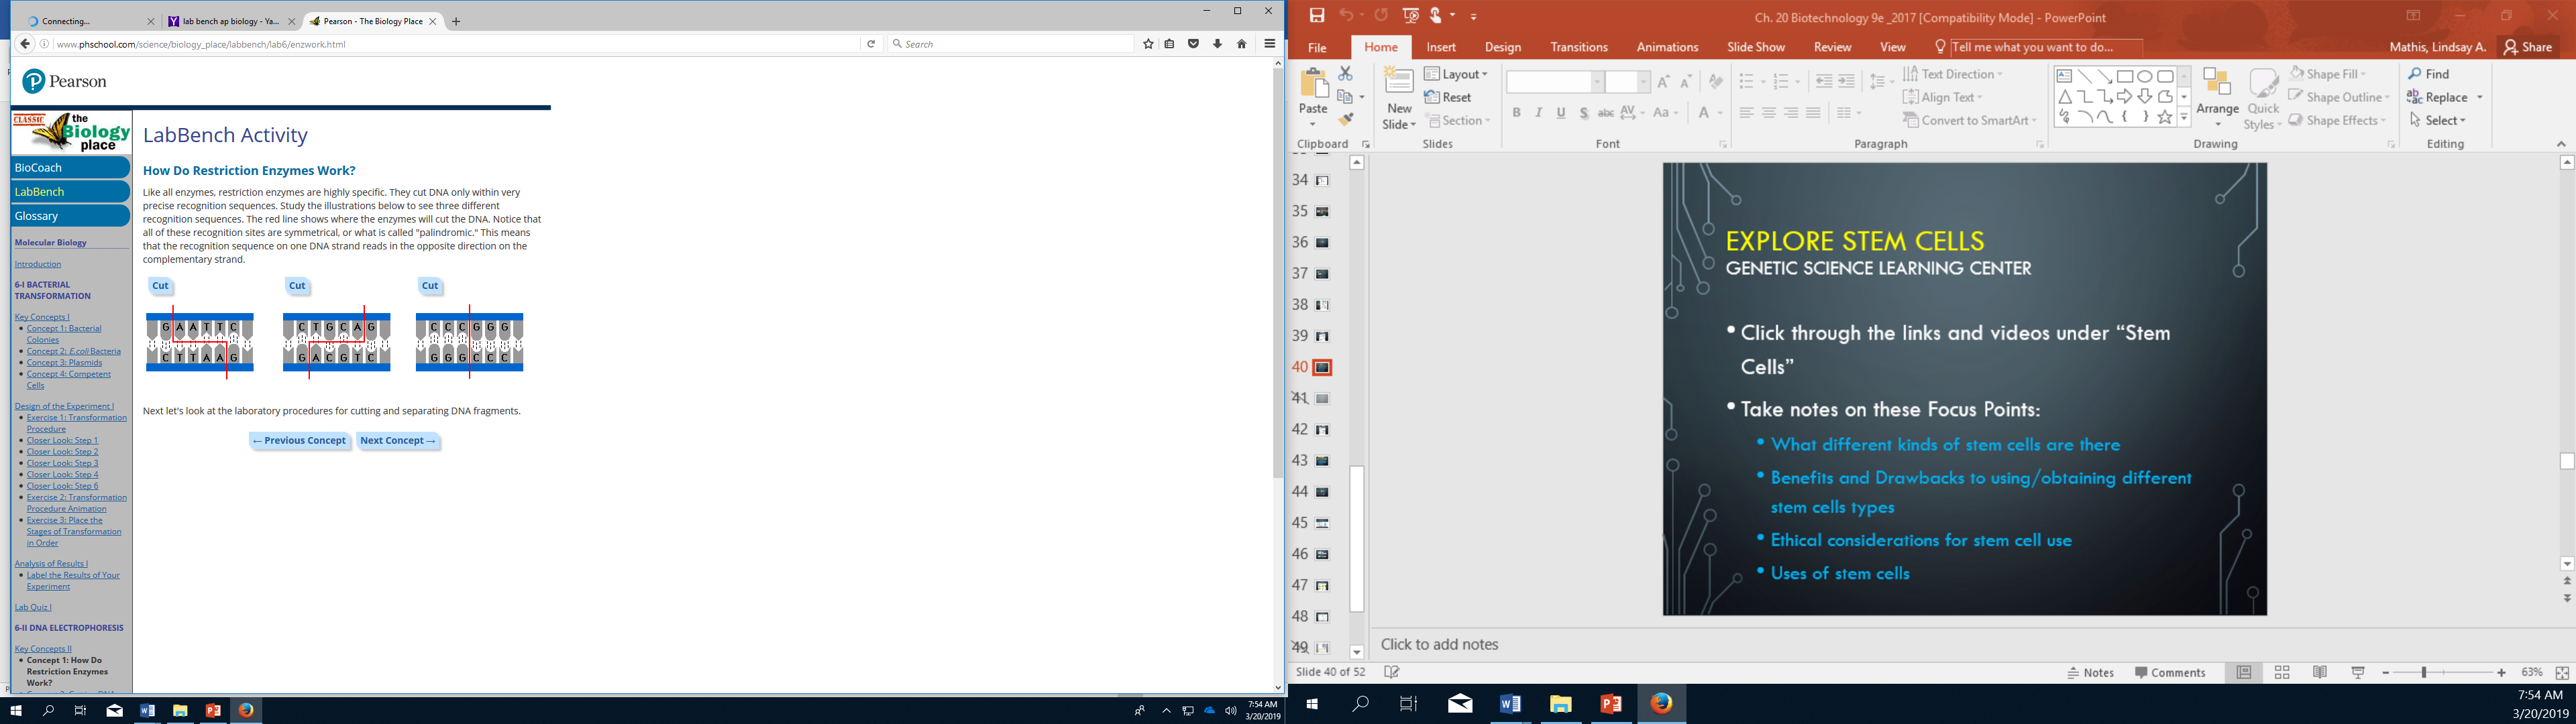 Connecting...
lab bench ap biology - Ya...
Pearson - The Biology Place
www.phschool.com/science/biology_place/labbench/lab6/enzwork.html
Search
Pearson
CLASSIC the Biology place
BioCoach
LabBench
Glossary
Molecular Biology
Introduction
6-I BACTERIAL
TRANSFORMATION
Key Concepts I
Concept 1: Bacterial
Colonies
Concept 2: E.coli Bacteria
Concept 3: Plasmids
Concept 4: Competent
Cells
Design of the Experiment I
Exercise 1: Transformation
Procedure
Closer Look: Step 1
Closer Look: Step 2
Closer Look: Step 3
Closer Look: Step 4
Closer Look: Step 6
Exercise 2: Transformation
Procedure Animation
Exercise 3: Place the
Stages of Transformation
in Order
Analysis of Results I
Label the Results of Your
Experiment
Lab Quiz I
6-II DNA ELECTROPHORESIS
Key Concepts II
Concept 1: How Do
Restriction Enzymes
Work?
LabBench Activity
How Do Restriction Enzymes Work?
Like all enzymes, restriction enzymes are highly specific. They cut DNA only within very
precise recognition sequences. Study the illustrations below to see three different
recognition sequences. The red line shows where the enzymes will cut the DNA. Notice that
all of these recognition sites are symmetrical, or what is called "palindromic." This means
that the recognition sequence on one DNA strand reads in the opposite direction on the
complementary strand.
Cut Cut Cut
G A A T T C C T G C A G C C C G G G
C T T A A G G A C G T C G G G C C C
Next let's look at the laboratory procedures for cutting and separating DNA fragments.
← Previous Concept Next Concept →
7:54 AM
3/20/2019
Ch. 20 Biotechnology 9e _2017 [Compatibility Mode] - PowerPoint
File Home Insert Design Transitions Animations Slide Show Review View Tell me what you want to do... Mathis, Lindsay A. Share
Paste
New
Slide
Layout
Reset
Section
B I U S abc AV Aa A
Text Direction
Align Text
Convert to SmartArt
Arrange
Quick
Styles
Shape Fill
Shape Outline
Shape Effects
Find
Replace
Select
Clipboard Slides Font Paragraph Drawing Editing
34
35
36
37
38
39
40
41
42
43
44
45
46
47
48
49
EXPLORE STEM CELLS
GENETIC SCIENCE LEARNING CENTER
Click through the links and videos under “Stem
Cells”
Take notes on these Focus Points:
What different kinds of stem cells are there
Benefits and Drawbacks to using/obtaining different
stem cells types
Ethical considerations for stem cell use
Uses of stem cells
Click to add notes
Slide 40 of 52 Notes Comments 63%
7:54 AM
3/20/2019